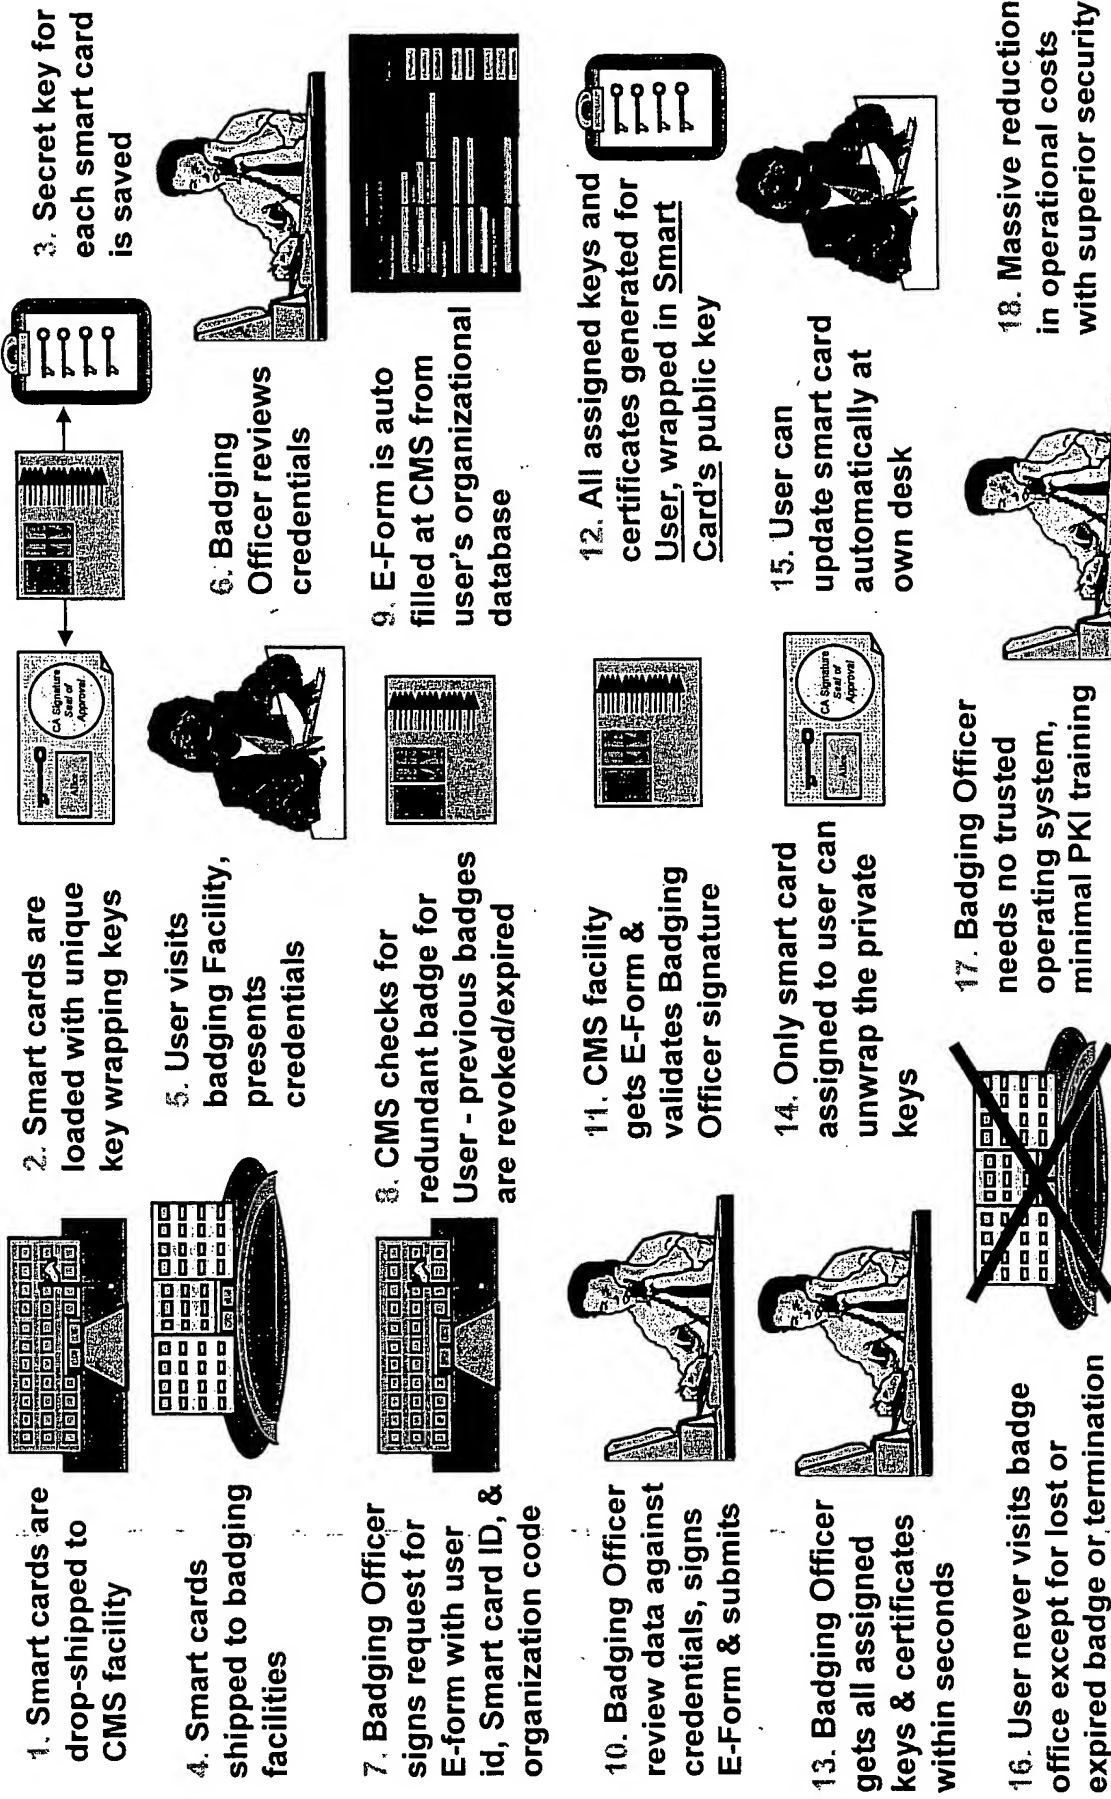 1. Smart cards are
drop-shipped to
CMS facility
2. Smart cards are
loaded with unique
key wrapping keys
CA Signature
Seal of
Approval
Alice
3. Secret key for
each smart card
is saved
4. Smart cards
shipped to badging
facilities
5. User visits
badging Facility,
presents
credentials
6. Badging
Officer reviews
credentials
7. Badging Officer
signs request for
E-form with user
id, Smart card ID, &
organization code
8. CMS checks for
redundant badge for
User - previous badges
are revoked/expired
9. E-Form is auto
filled at CMS from
user's organizational
database
10. Badging Officer
review data against
credentials, signs
E-Form & submits
11. CMS facility
gets E-Form &
validates Badging
Officer signature
12. All assigned keys and
certificates generated for
User, wrapped in Smart
Card's public key
13. Badging Officer
gets all assigned
keys & certificates
within seconds
14. Only smart card
assigned to user can
unwrap the private
keys
CA Signature
Seal of
Approval
Alice
15. User can
update smart card
automatically at
own desk
16. User never visits badge
office except for lost or
expired badge or termination
17. Badging Officer
needs no trusted
operating system,
minimal PKI training
18. Massive reduction
in operational costs
with superior security